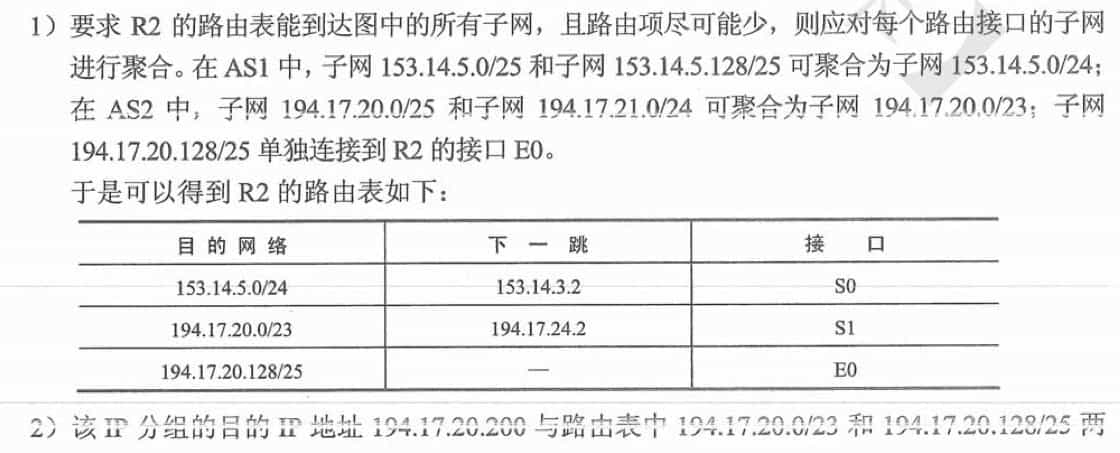 1）要求 R2 的路由表能到达图中的所有子网，且路由项尽可能少，则应对每个路由接口的子网
进行聚合。在 AS1 中，子网 153.14.5.0/25 和子网 153.14.5.128/25 可聚合为子网 153.14.5.0/24；
在 AS2 中，子网 194.17.20.0/25 和子网 194.17.21.0/24 可聚合为子网 194.17.20.0/23；子网
194.17.20.128/25 单独连接到 R2 的接口 E0。
于是可以得到 R2 的路由表如下：
目 的 网 络 下 一 跳 接 口
153.14.5.0/24 153.14.3.2 S0
194.17.20.0/23 194.17.24.2 S1
194.17.20.128/25 — E0
2）该 IP 分组的目的 IP 地址 194.17.20.200 与路由表中 194.17.20.0/23 和 194.17.20.128/25 两